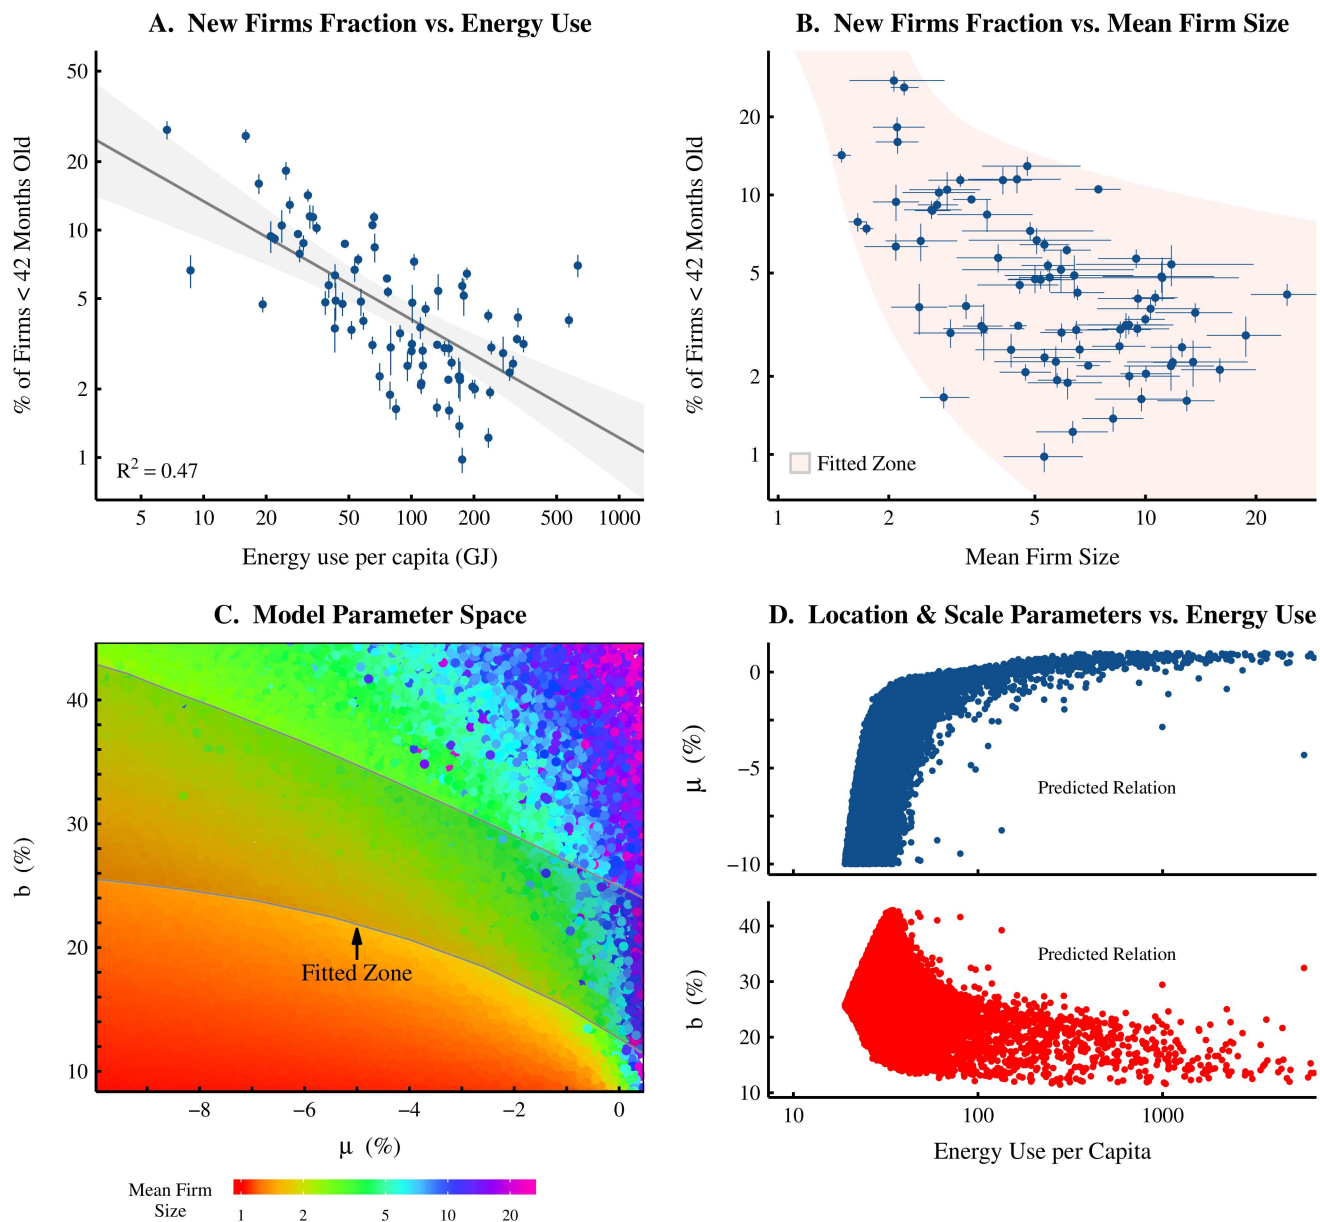 A. New Firms Fraction vs. Energy Use
% of Firms < 42 Months Old
50
20
10
5
2
1
R² = 0.47
5 10 20 50 100 200 500 1000
Energy use per capita (GJ)
B. New Firms Fraction vs. Mean Firm Size
% of Firms < 42 Months Old
20
10
5
2
1
Fitted Zone
1 2 5 10 20
Mean Firm Size
C. Model Parameter Space
b (%)
40
30
20
10
Fitted Zone
−8 −6 −4 −2 0
μ (%)
Mean Firm
Size
1 2 5 10 20
D. Location & Scale Parameters vs. Energy Use
μ (%)
0
−5
−10
Predicted Relation
b (%)
40
30
20
10
Predicted Relation
10 100 1000
Energy Use per Capita